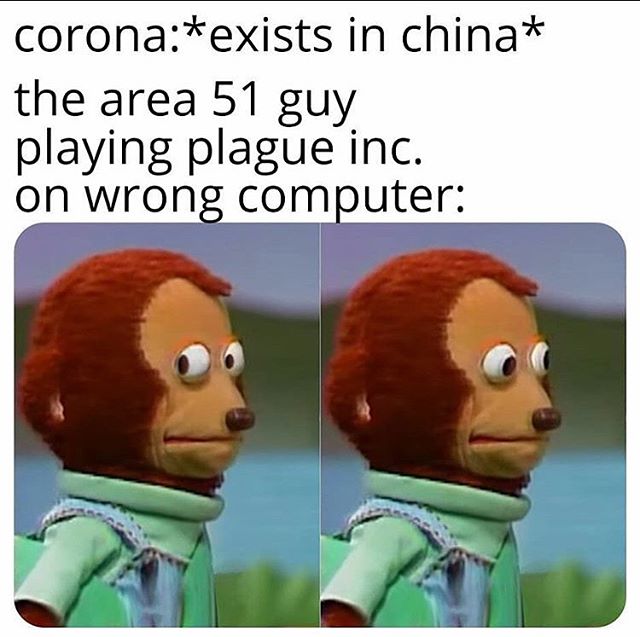 corona:*exists in china*
the area 51 guy
playing plague inc.
on wrong computer: